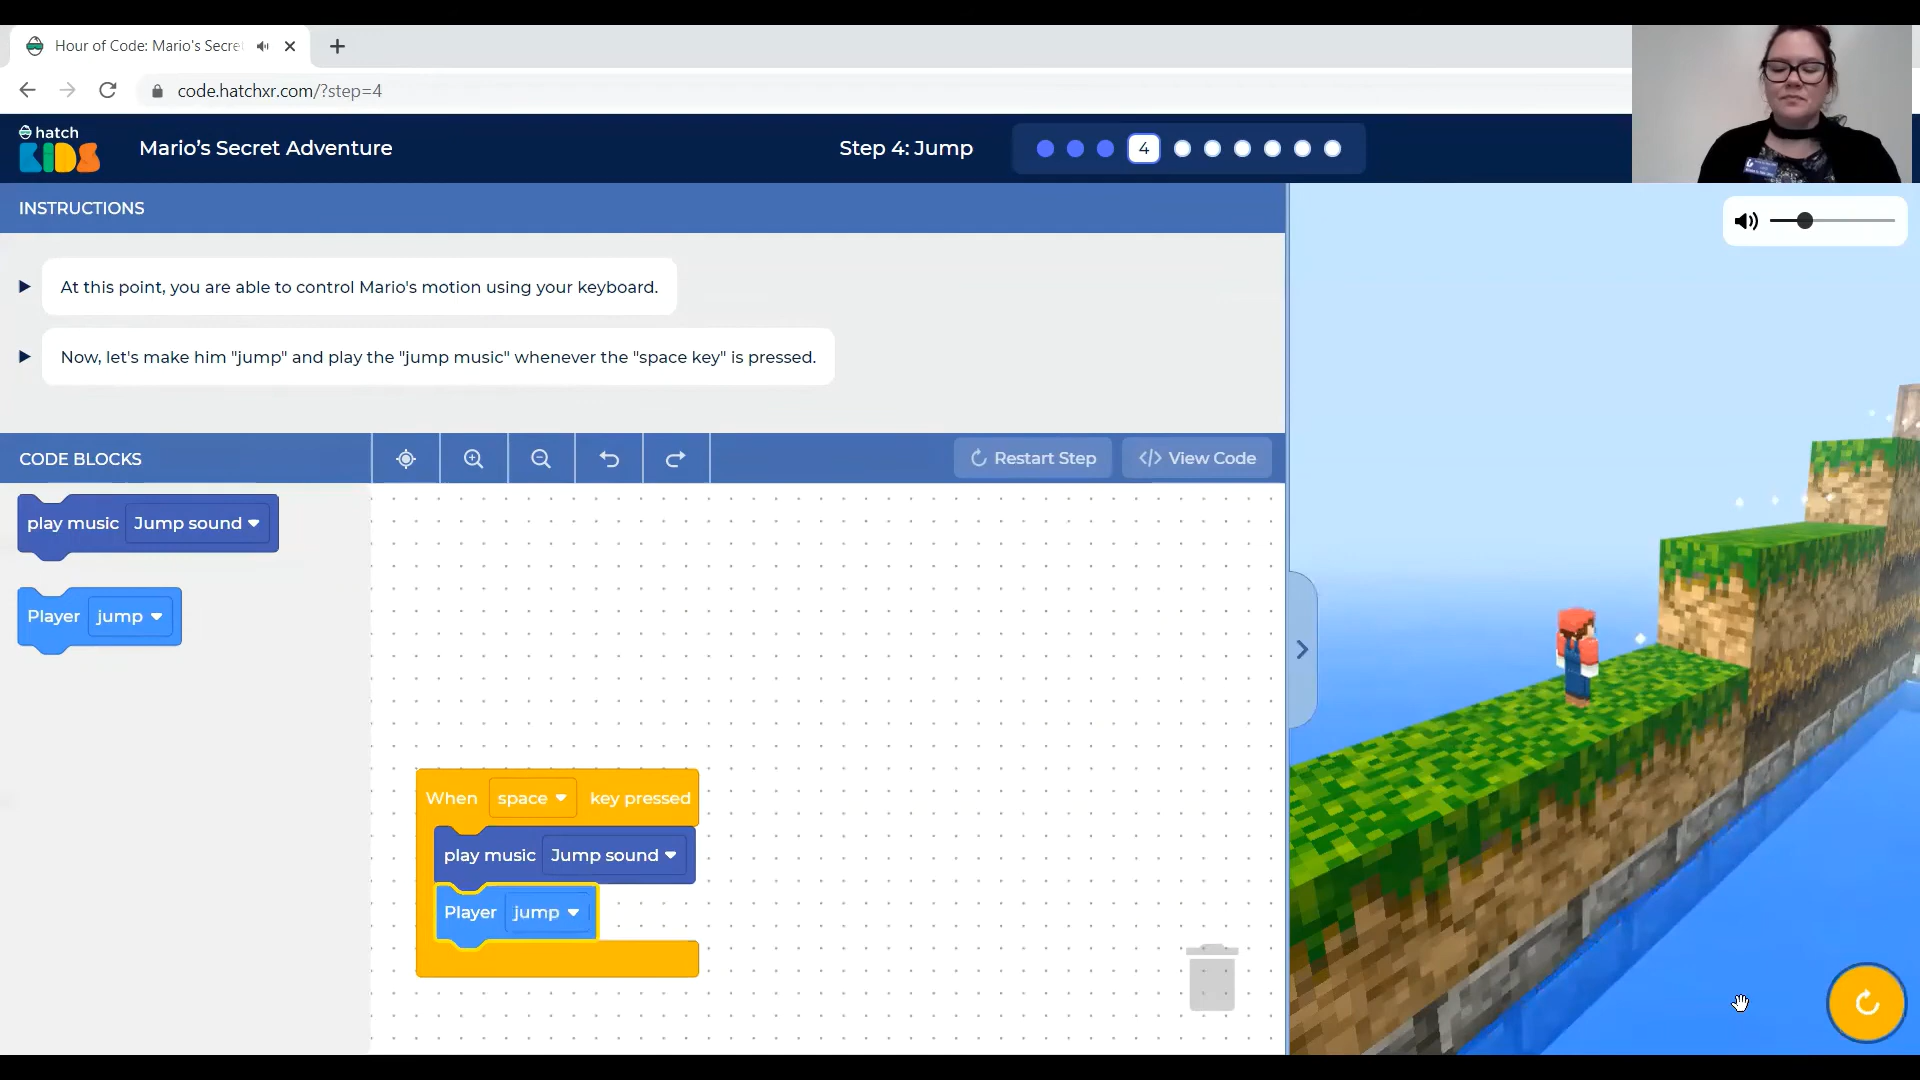 Hour of Code: Mario's Secre
code.hatchxr.com/?step=4
hatch
KIDS
Mario's Secret Adventure
Step 4: Jump
4
INSTRUCTIONS
At this point, you are able to control Mario's motion using your keyboard.
Now, let's make him "jump" and play the "jump music" whenever the "space key" is pressed.
CODE BLOCKS
Restart Step
</> View Code
play music Jump sound
Player jump
When space key pressed
play music Jump sound
Player jump